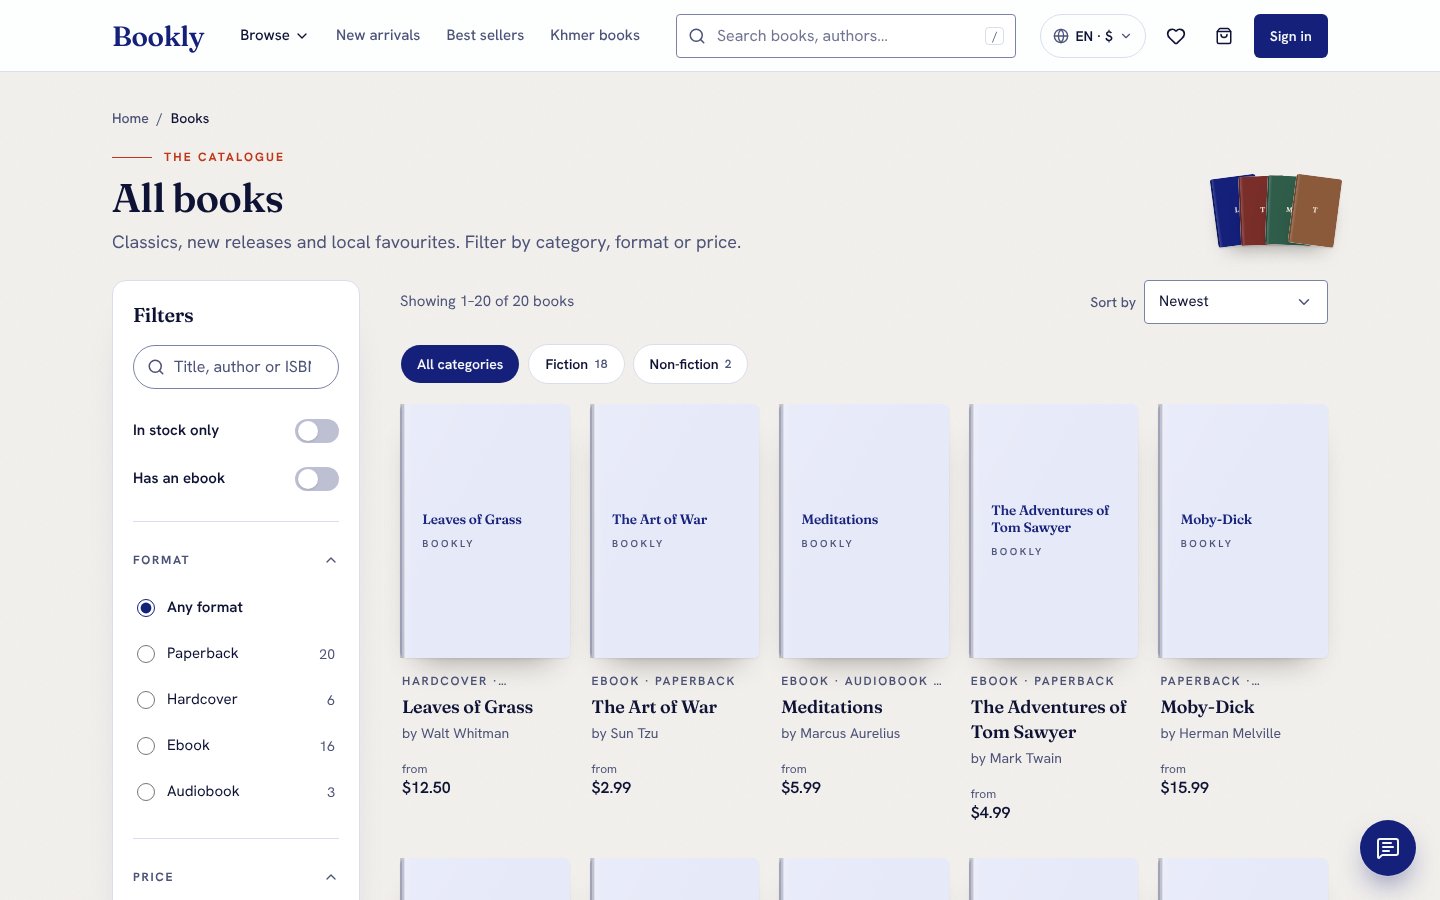 Bookly
Browse
New arrivals
Best sellers
Khmer books
Search books, authors...
/
EN · $
Sign in
Home / Books
THE CATALOGUE
All books
Classics, new releases and local favourites. Filter by category, format or price.
L
T
M
T
Filters
Title, author or ISBN
In stock only
Has an ebook
FORMAT
Any format
Paperback 20
Hardcover 6
Ebook 16
Audiobook 3
PRICE
Showing 1–20 of 20 books
Sort by
Newest
All categories
Fiction 18
Non-fiction 2
Leaves of Grass
BOOKLY
The Art of War
BOOKLY
Meditations
BOOKLY
The Adventures of
Tom Sawyer
BOOKLY
Moby-Dick
BOOKLY
HARDCOVER ·...
Leaves of Grass
by Walt Whitman
from
$12.50
EBOOK · PAPERBACK
The Art of War
by Sun Tzu
from
$2.99
EBOOK · AUDIOBOOK ...
Meditations
by Marcus Aurelius
from
$5.99
EBOOK · PAPERBACK
The Adventures of
Tom Sawyer
by Mark Twain
from
$4.99
PAPERBACK ·...
Moby-Dick
by Herman Melville
from
$15.99